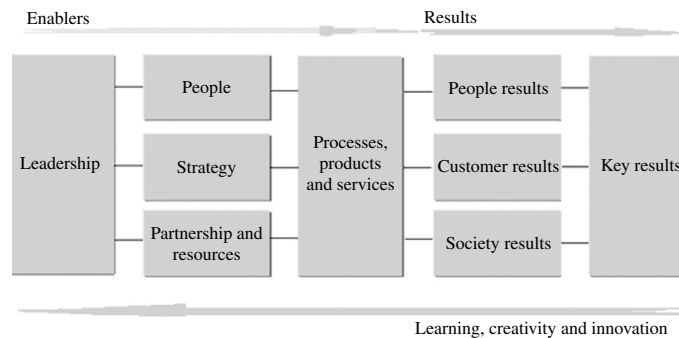 Enablers
Results
Leadership
People
Strategy
Partnership and
resources
Processes,
products
and services
People results
Customer results
Society results
Key results
Learning, creativity and innovation